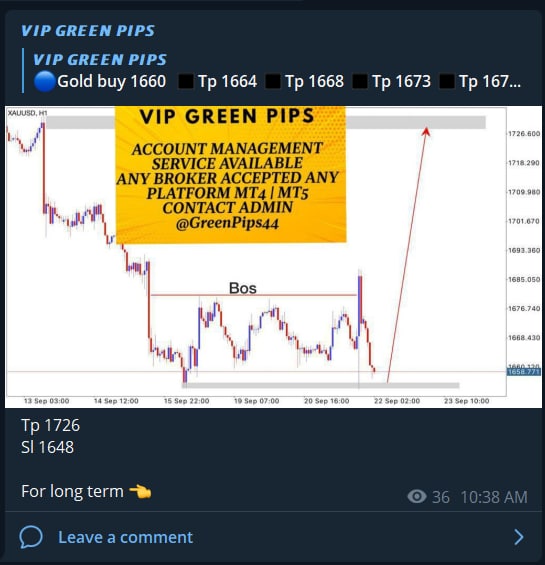 VIP GREEN PIPS
VIP GREEN PIPS
🔵Gold buy 1660 ⬛Tp 1664 ⬛Tp 1668 ⬛Tp 1673 ⬛Tp 167...
XAUUSD, H1
VIP GREEN PIPS
ACCOUNT MANAGEMENT
SERVICE AVAILABLE
ANY BROKER ACCEPTED ANY
PLATFORM MT4 | MT5
CONTACT ADMIN
@GreenPips44
Bos
1726.600
1718.290
1709.980
1701.670
1693.360
1685.050
1676.740
1668.430
1660.120
1658.771
13 Sep 03:00 14 Sep 12:00 15 Sep 22:00 19 Sep 07:00 20 Sep 16:00 22 Sep 02:00 23 Sep 10:00
Tp 1726
Sl 1648
For long term 👈
36 10:38 AM
Leave a comment